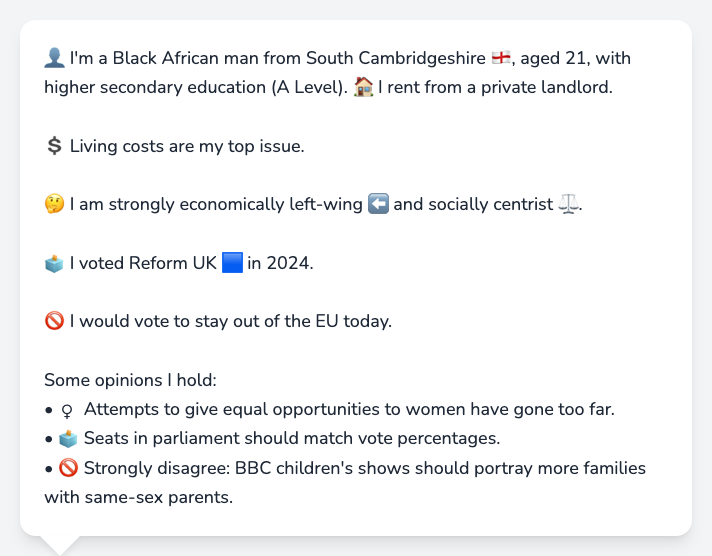 👤 I'm a Black African man from South Cambridgeshire 🏴󠁧󠁢󠁥󠁮󠁧󠁿, aged 21, with
higher secondary education (A Level). 🏠 I rent from a private landlord.
💲 Living costs are my top issue.
🤔 I am strongly economically left-wing ⬅️ and socially centrist ⚖️.
🗳️ I voted Reform UK 🟦 in 2024.
🚫 I would vote to stay out of the EU today.
Some opinions I hold:
• ♀ Attempts to give equal opportunities to women have gone too far.
• 🗳️ Seats in parliament should match vote percentages.
• 🚫 Strongly disagree: BBC children's shows should portray more families
with same-sex parents.